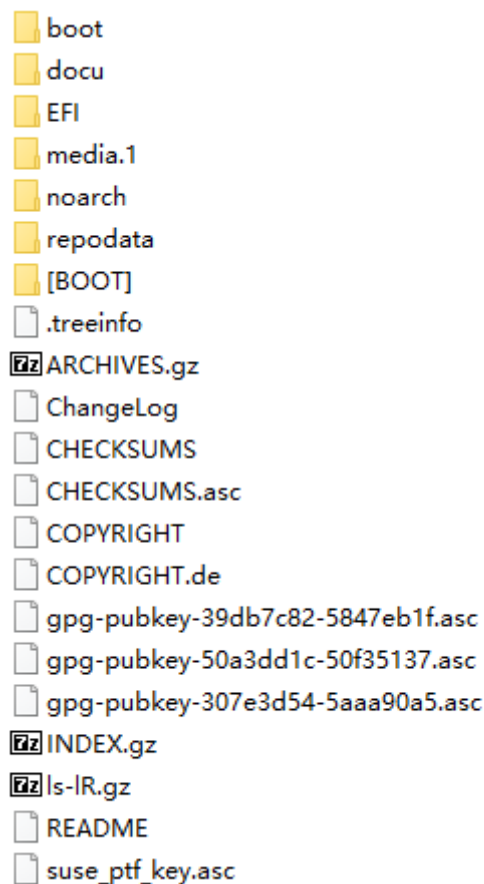 boot
docu
EFI
media.1
noarch
repodata
[BOOT]
.treeinfo
ARCHIVES.gz
ChangeLog
CHECKSUMS
CHECKSUMS.asc
COPYRIGHT
COPYRIGHT.de
gpg-pubkey-39db7c82-5847eb1f.asc
gpg-pubkey-50a3dd1c-50f35137.asc
gpg-pubkey-307e3d54-5aaa90a5.asc
INDEX.gz
ls-lR.gz
README
suse_ptf_key.asc